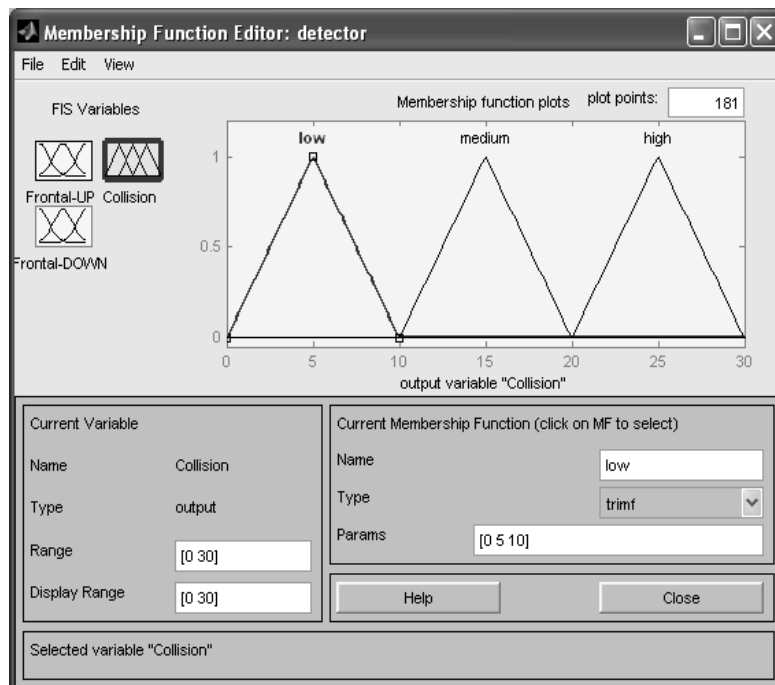 Membership Function Editor: detector
File Edit View
FIS Variables
Membership function plots plot points: 181
Frontal-UP Collision
Frontal-DOWN
low medium high
1
0.5
0
0 5 10 15 20 25 30
output variable "Collision"
Current Variable
Name Collision
Type output
Range [0 30]
Display Range [0 30]
Current Membership Function (click on MF to select)
Name low
Type trimf
Params [0 5 10]
Help Close
Selected variable "Collision"